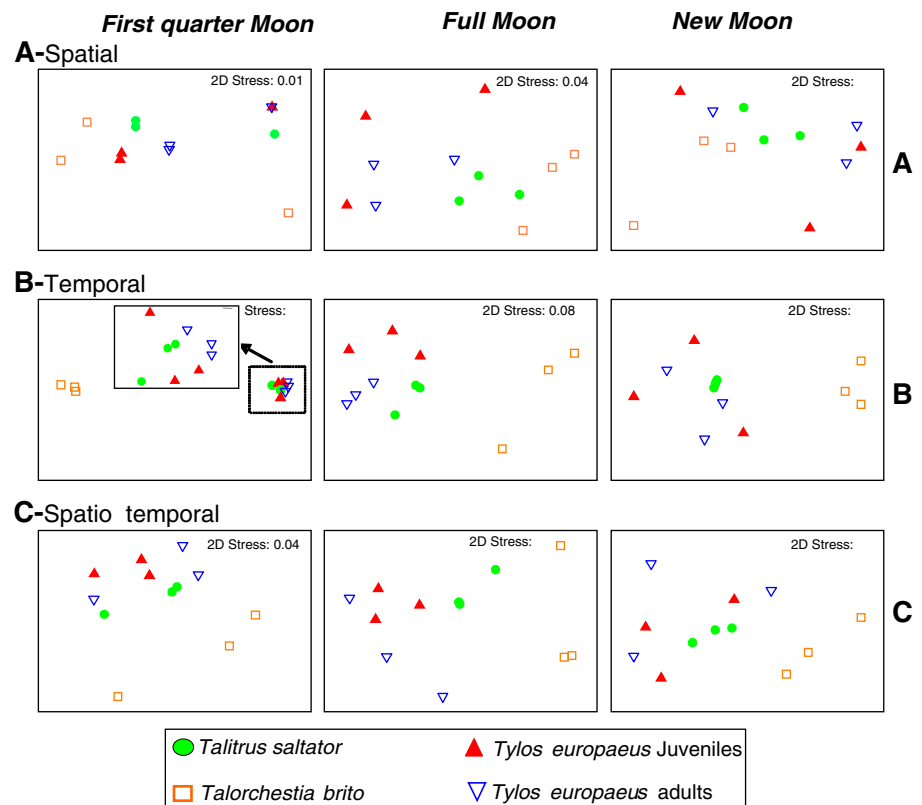 First quarter Moon Full Moon New Moon
A-Spatial
2D Stress: 0.01 2D Stress: 0.04 2D Stress:
A
B-Temporal
Stress: 2D Stress: 0.08 2D Stress:
B
C-Spatio temporal
2D Stress: 0.04 2D Stress: 2D Stress:
C
Talitrus saltator Tylos europaeus Juveniles
Talorchestia brito Tylos europaeus adults